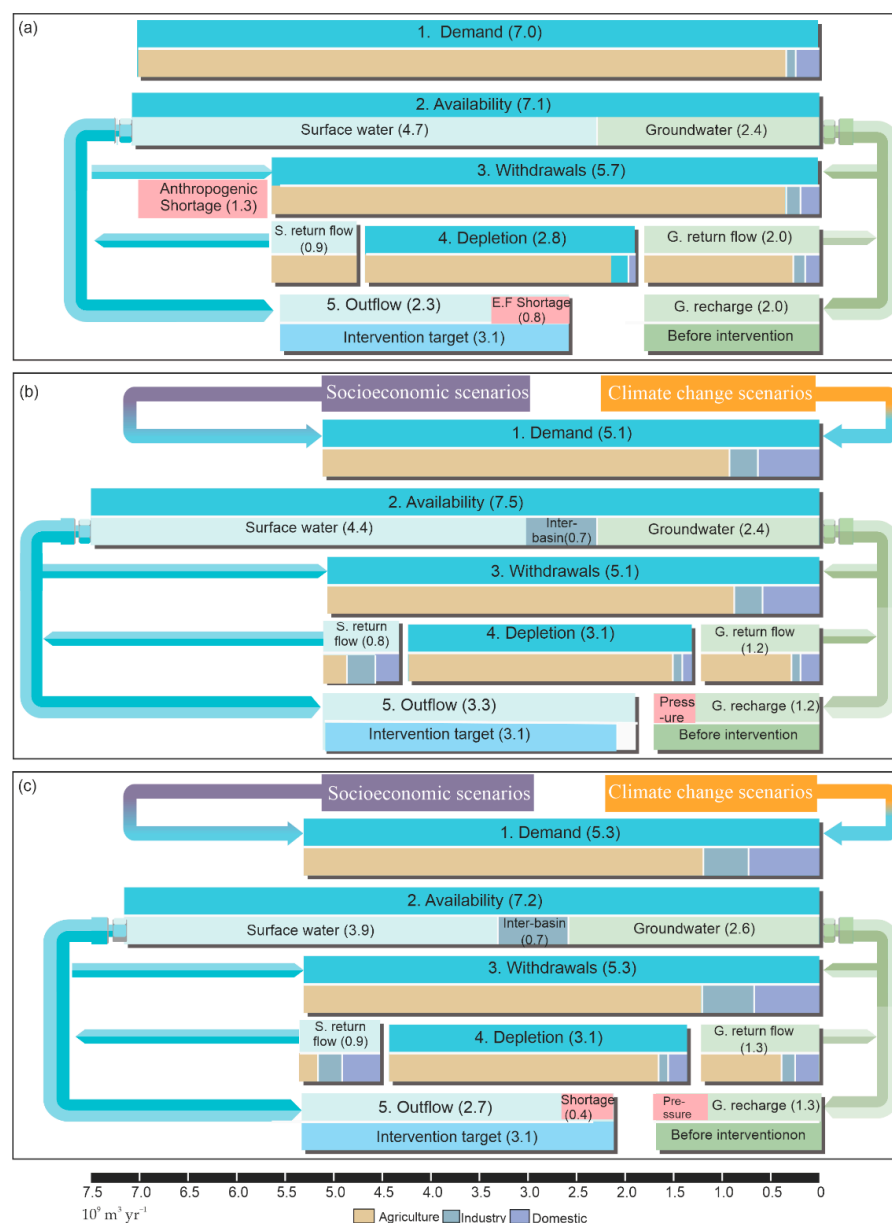 (a)
1. Demand (7.0)
2. Availability (7.1)
Surface water (4.7)
Groundwater (2.4)
3. Withdrawals (5.7)
Anthropogenic
Shortage (1.3)
S. return flow
(0.9)
4. Depletion (2.8)
G. return flow (2.0)
5. Outflow (2.3)
E.F Shortage
(0.8)
G. recharge (2.0)
Intervention target (3.1)
Before intervention
(b)
Socioeconomic scenarios
Climate change scenarios
1. Demand (5.1)
2. Availability (7.5)
Surface water (4.4)
Inter-
basin(0.7)
Groundwater (2.4)
3. Withdrawals (5.1)
S. return
flow (0.8)
4. Depletion (3.1)
G. return flow
(1.2)
5. Outflow (3.3)
Press
-ure
G. recharge (1.2)
Intervention target (3.1)
Before intervention
(c)
Socioeconomic scenarios
Climate change scenarios
1. Demand (5.3)
2. Availability (7.2)
Surface water (3.9)
Inter-basin
(0.7)
Groundwater (2.6)
3. Withdrawals (5.3)
S. return
flow (0.9)
4. Depletion (3.1)
G. return flow
(1.3)
5. Outflow (2.7)
Shortage
(0.4)
Pre-
ssure
G. recharge (1.3)
Intervention target (3.1)
Before interventionon
7.5 7.0 6.5 6.0 5.5 5.0 4.5 4.0 3.5 3.0 2.5 2.0 1.5 1.0 0.5 0
10⁹ m³ yr⁻¹
Agriculture Industry Domestic